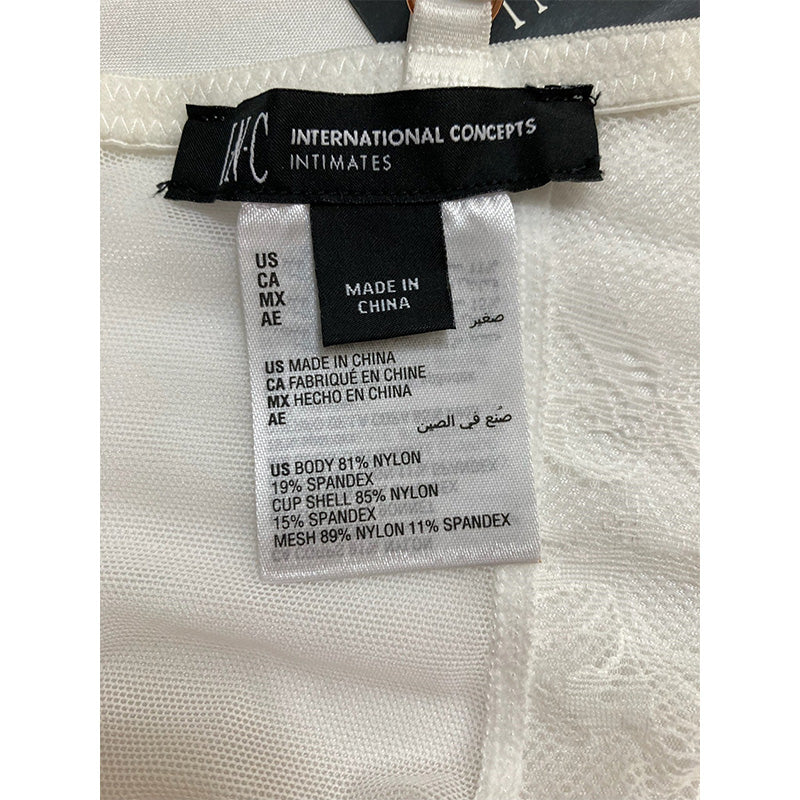 I·N·C INTERNATIONAL CONCEPTS
INTIMATES
MADE IN
CHINA
US
CA
MX
AE
صغير
US MADE IN CHINA
CA FABRIQUÉ EN CHINE
MX HECHO EN CHINA
AE صُنع في الصين
US BODY 81% NYLON
19% SPANDEX
CUP SHELL 85% NYLON
15% SPANDEX
MESH 89% NYLON 11% SPANDEX